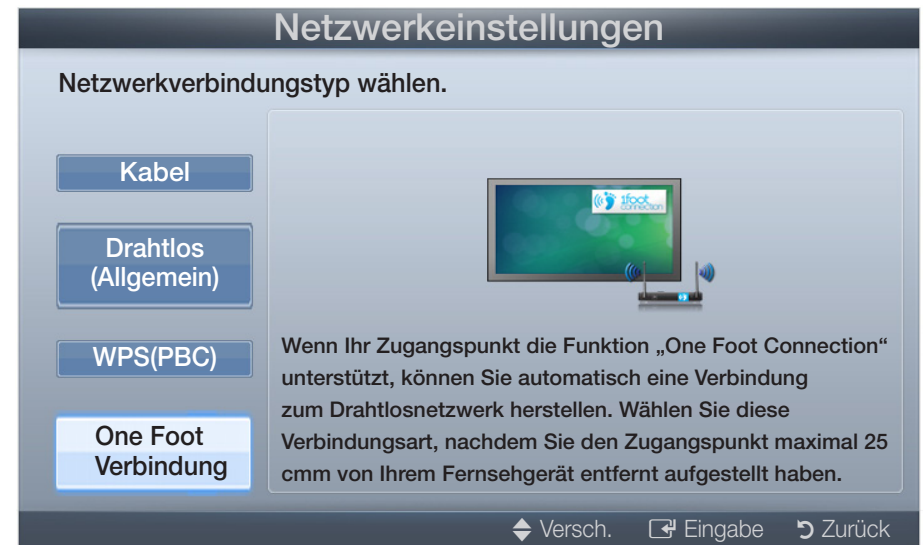 Netzwerkeinstellungen
Netzwerkverbindungstyp wählen.
Kabel
Drahtlos
(Allgemein)
WPS(PBC)
One Foot
Verbindung
1foot
connection
Wenn Ihr Zugangspunkt die Funktion „One Foot Connection“
unterstützt, können Sie automatisch eine Verbindung
zum Drahtlosnetzwerk herstellen. Wählen Sie diese
Verbindungsart, nachdem Sie den Zugangspunkt maximal 25
cmm von Ihrem Fernsehgerät entfernt aufgestellt haben.
Versch. Eingabe Zurück